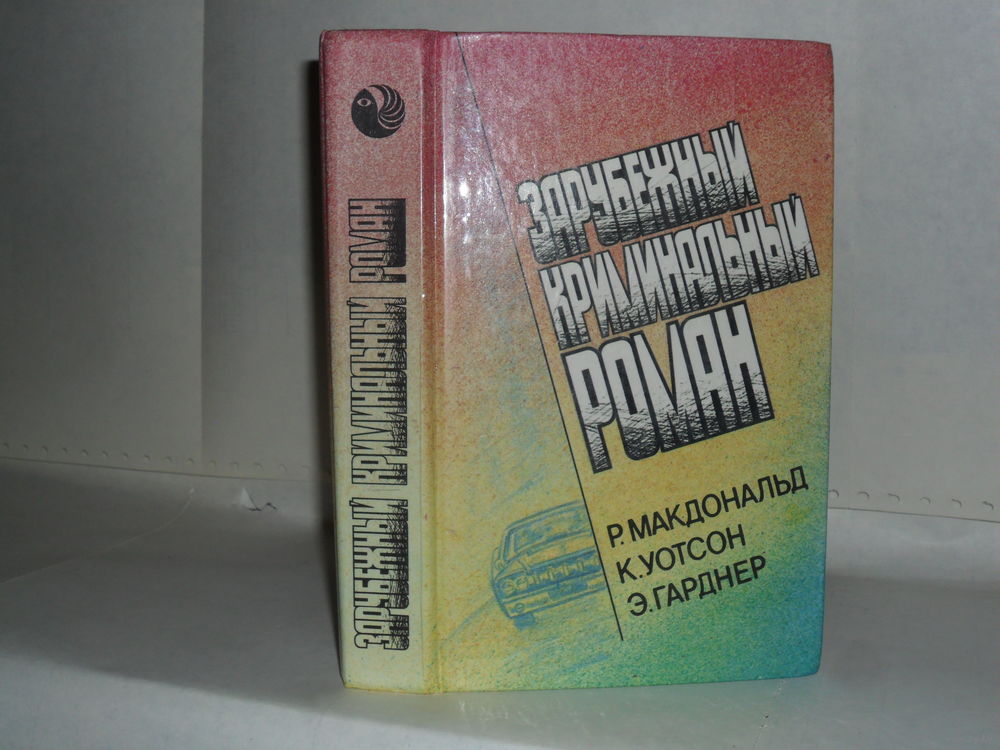 ЗАРУБЕЖНЫЙ КРИМИНАЛЬНЫЙ РОМАН
ЗАРУБЕЖНЫЙ
КРИМИНАЛЬНЫЙ
РОМАН
Р. МАКДОНАЛЬД
К. УОТСОН
Э. ГАРДНЕР